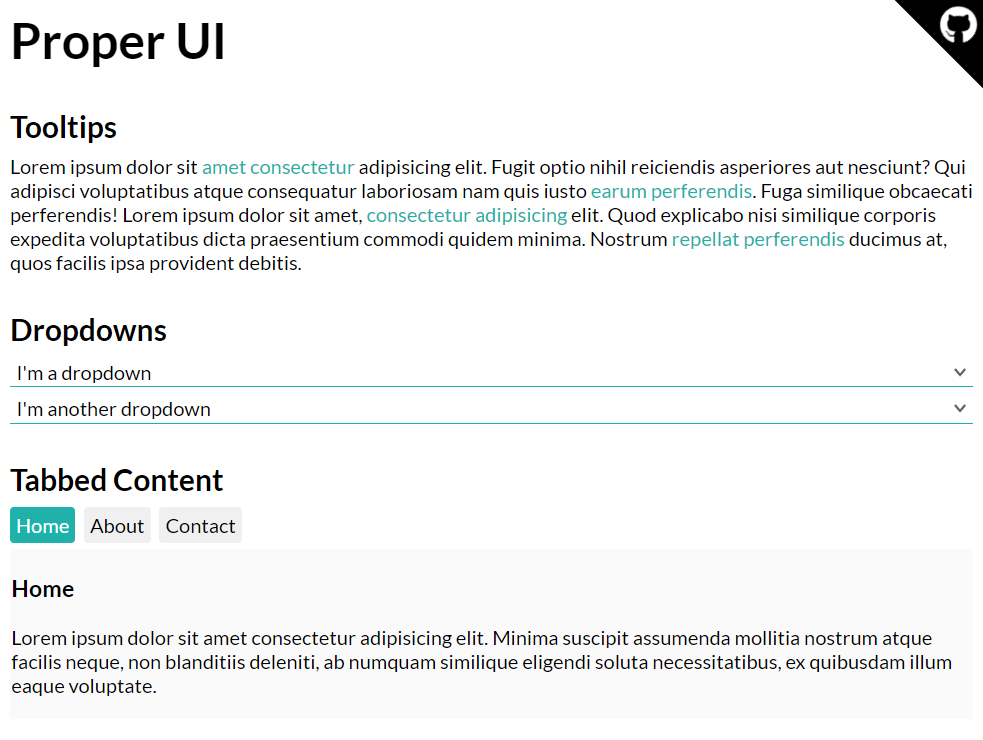 Proper UI
Tooltips
Lorem ipsum dolor sit amet consectetur adipisicing elit. Fugit optio nihil reiciendis asperiores aut nesciunt? Qui
adipisci voluptatibus atque consequatur laboriosam nam quis iusto earum perferendis. Fuga similique obcaecati
perferendis! Lorem ipsum dolor sit amet, consectetur adipisicing elit. Quod explicabo nisi similique corporis
expedita voluptatibus dicta praesentium commodi quidem minima. Nostrum repellat perferendis ducimus at,
quos facilis ipsa provident debitis.
Dropdowns
I'm a dropdown
I'm another dropdown
Tabbed Content
Home About Contact
Home
Lorem ipsum dolor sit amet consectetur adipisicing elit. Minima suscipit assumenda mollitia nostrum atque
facilis neque, non blanditiis deleniti, ab numquam similique eligendi soluta necessitatibus, ex quibusdam illum
eaque voluptate.